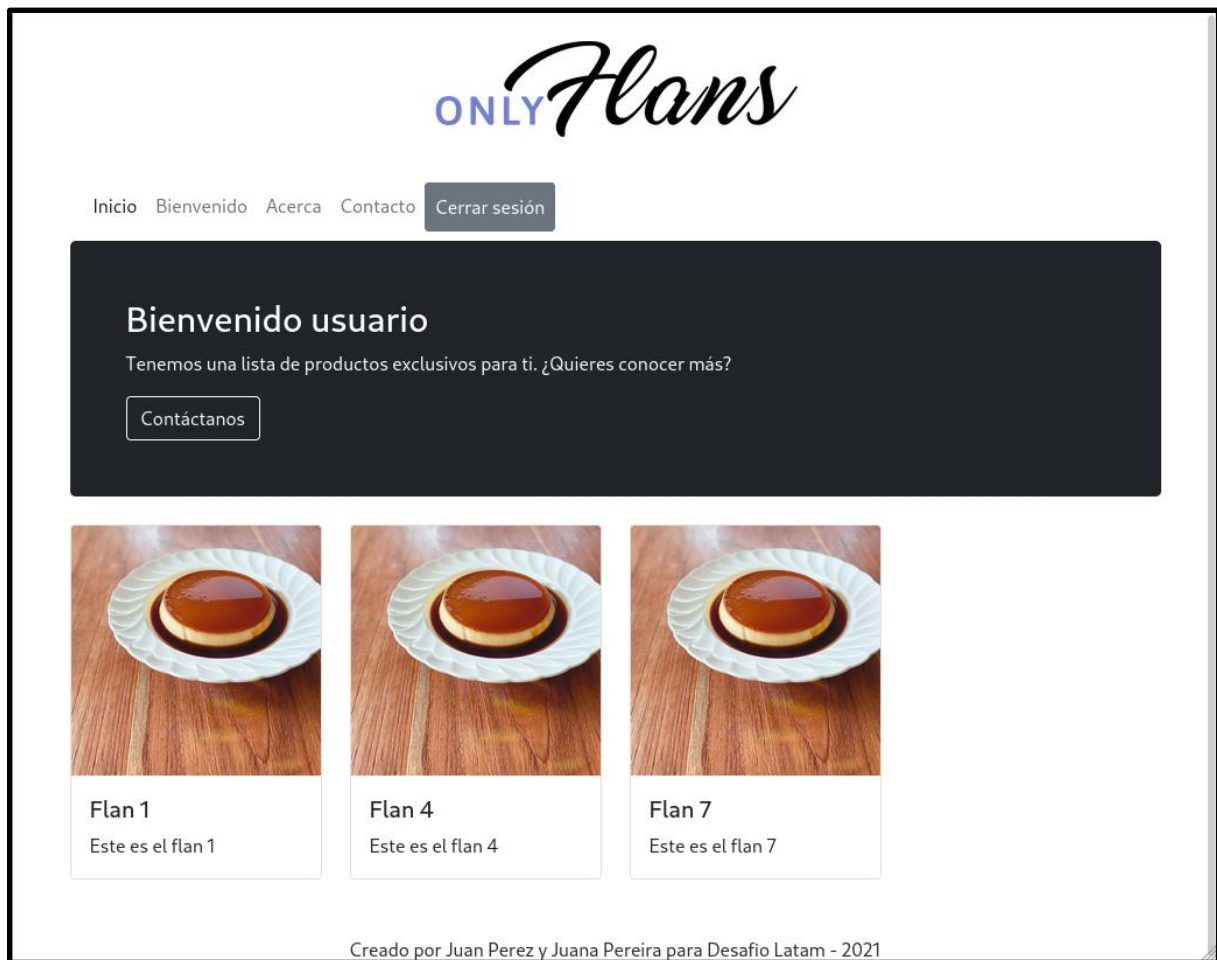 ONLY Flans
Inicio Bienvenido Acerca Contacto Cerrar sesión
Bienvenido usuario
Tenemos una lista de productos exclusivos para ti. ¿Quieres conocer más?
Contáctanos
Flan 1
Este es el flan 1
Flan 4
Este es el flan 4
Flan 7
Este es el flan 7
Creado por Juan Perez y Juana Pereira para Desafio Latam - 2021